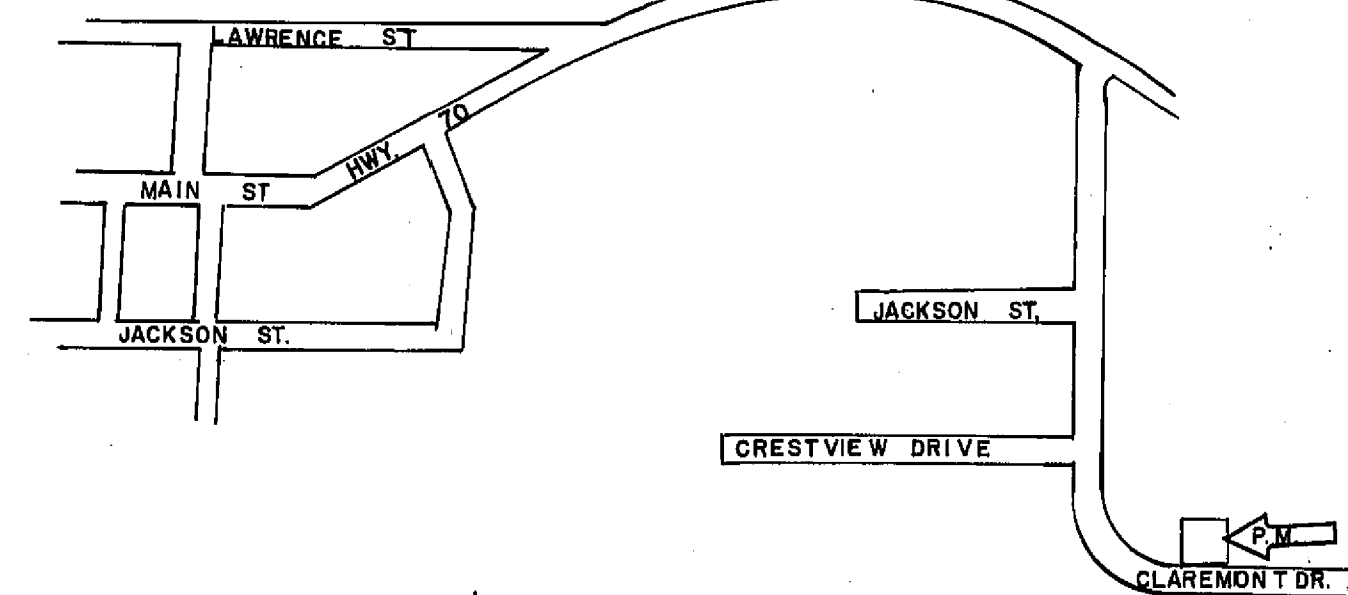 LAWRENCE ST
HWY. 70
MAIN ST
JACKSON ST,
JACKSON ST.
CRESTVIEW DRIVE
P.M.
CLAREMONT DR.